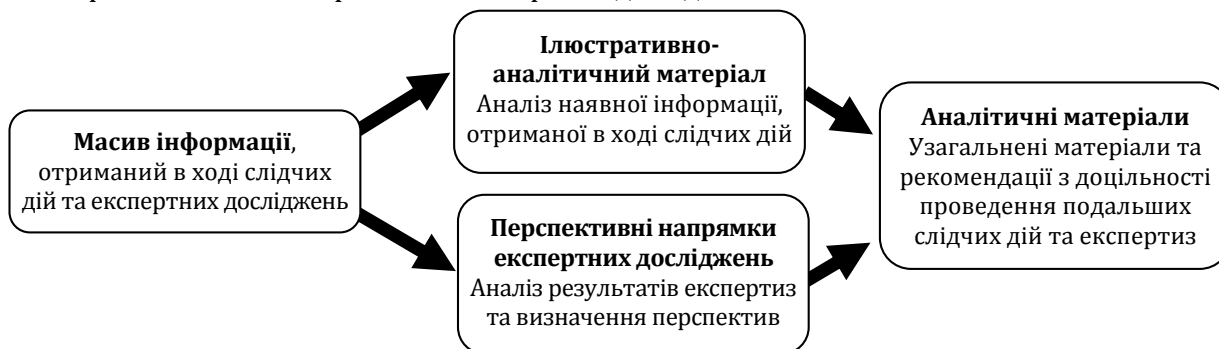 Масив інформації,
отриманий в ході слідчих
дій та експертних досліджень
Ілюстративно-
аналітичний матеріал
Аналіз наявної інформації,
отриманої в ході слідчих дій
Перспективні напрямки
експертних досліджень
Аналіз результатів експертиз
та визначення перспектив
Аналітичні матеріали
Узагальнені матеріали та
рекомендації з доцільності
проведення подальших
слідчих дій та експертиз